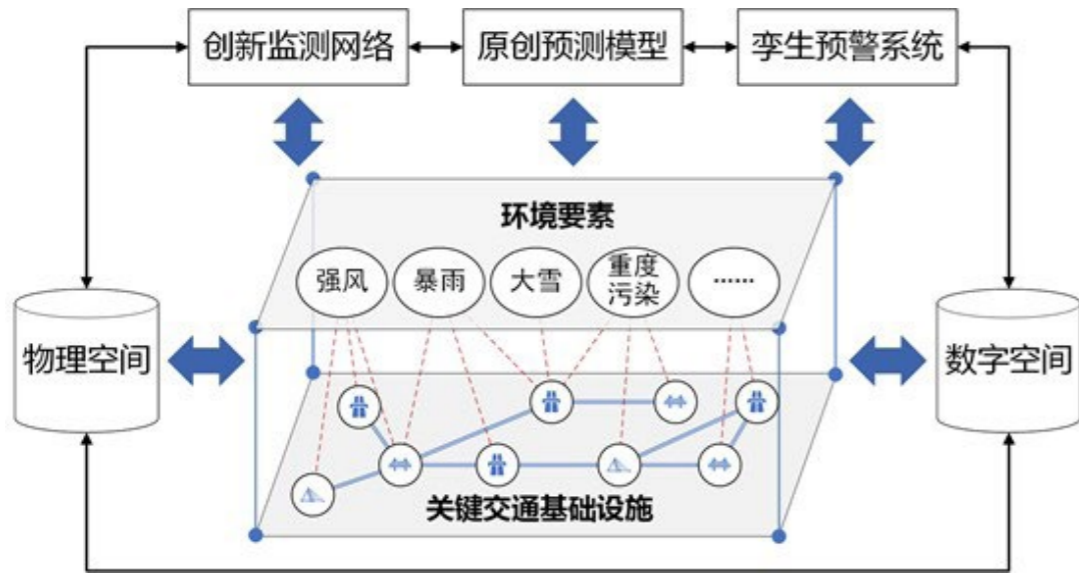 创新监测网络
原创预测模型
孪生预警系统
环境要素
强风
暴雨
大雪
重度
污染
……
物理空间
数字空间
关键交通基础设施